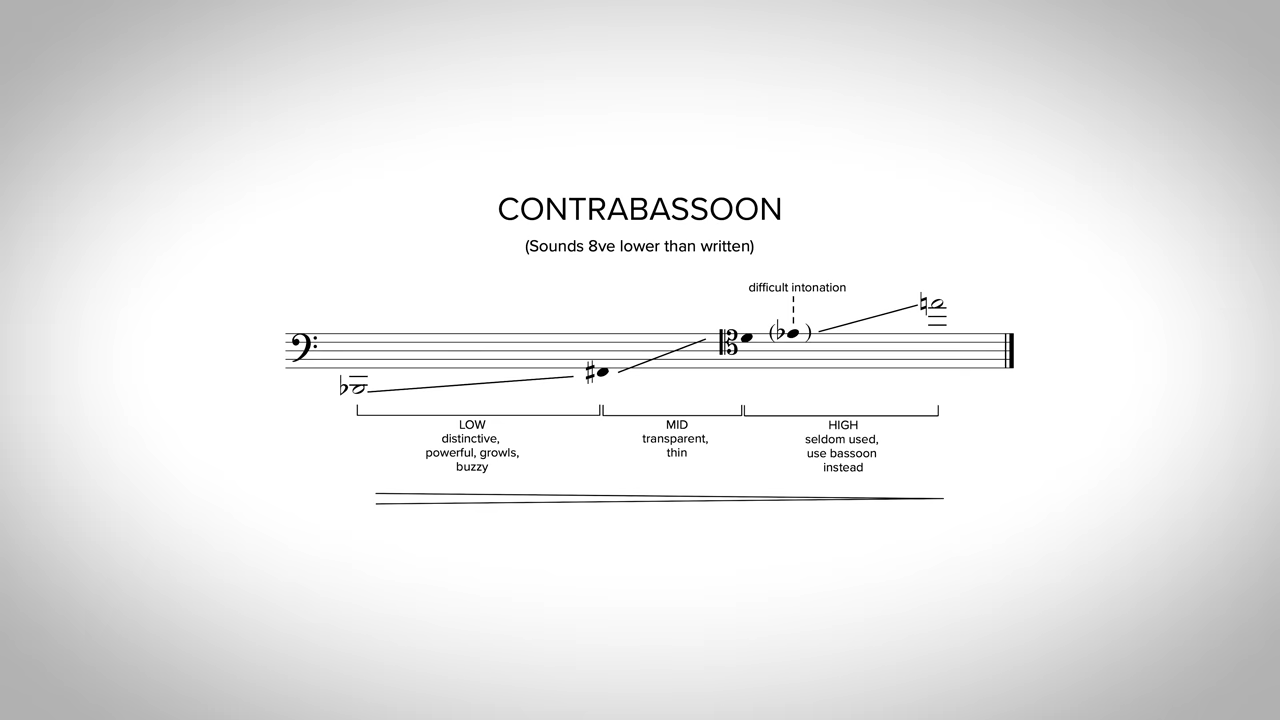 CONTRABASSOON
(Sounds 8ve lower than written)
difficult intonation
LOW
distinctive,
powerful, growls,
buzzy
MID
transparent,
thin
HIGH
seldom used,
use bassoon
instead